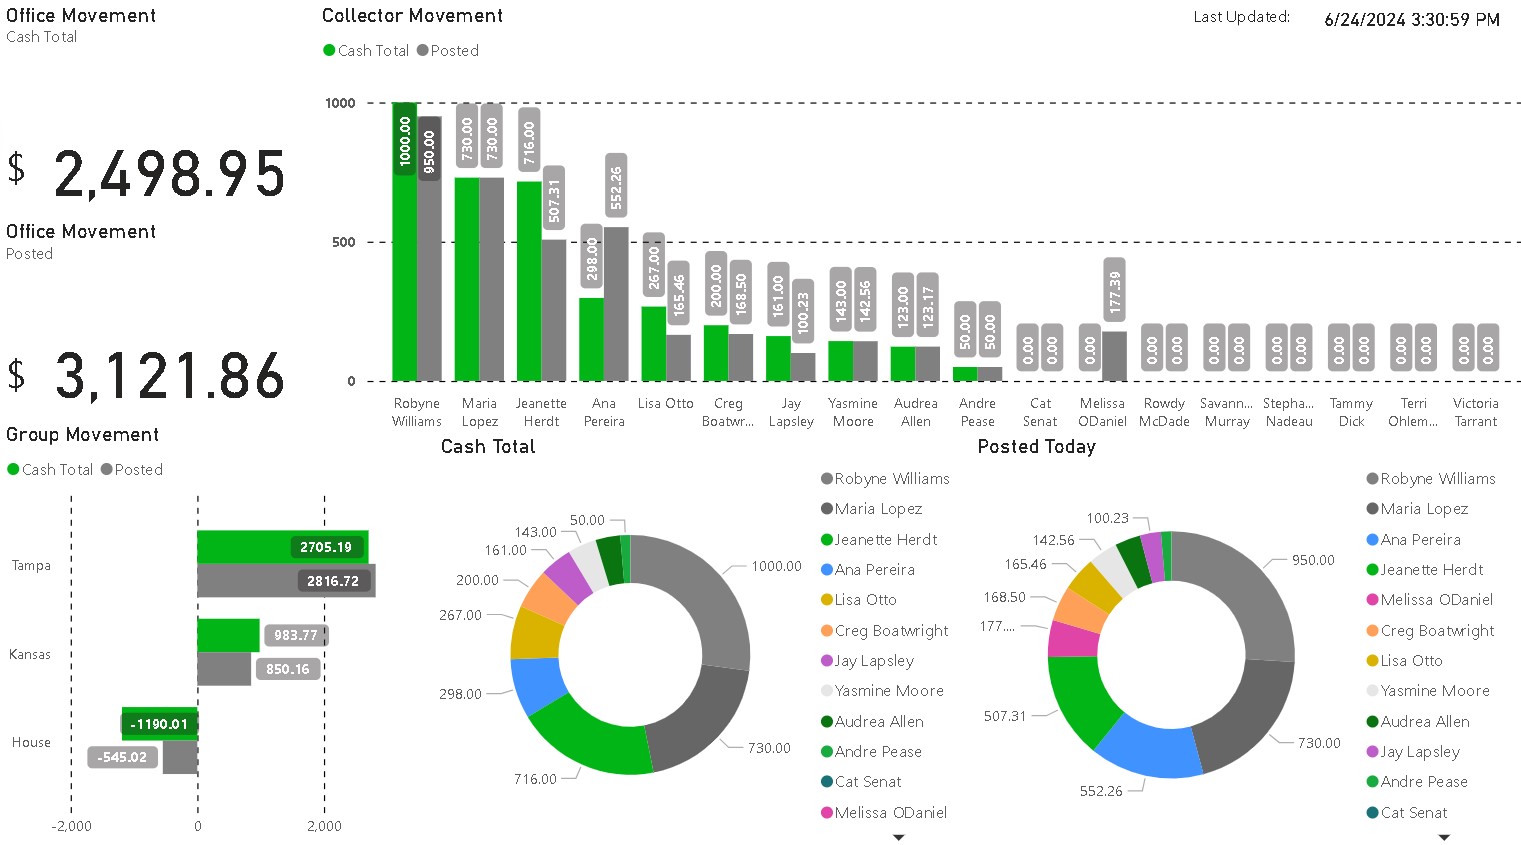 Office Movement
Cash Total
$ 2,498.95
Office Movement
Posted
$ 3,121.86
Collector Movement
Cash Total Posted
Last Updated: 6/24/2024 3:30:59 PM
1000
500
0
1000.00 950.00 730.00 730.00 716.00 507.31 298.00 552.26 267.00 165.46 200.00 168.50 161.00 100.23 143.00 142.56 123.00 123.17 50.00 50.00 0.00 0.00 0.00 177.39 0.00 0.00 0.00 0.00 0.00 0.00 0.00 0.00 0.00 0.00 0.00 0.00
Robyne Williams
Maria Lopez
Jeanette Herdt
Ana Pereira
Lisa Otto
Creg Boatwr...
Jay Lapsley
Yasmine Moore
Audrea Allen
Andre Pease
Cat Senat
Melissa ODaniel
Rowdy McDade
Savann... Murray
Stepha... Nadeau
Tammy Dick
Terri Ohlem...
Victoria Tarrant
Group Movement
Cash Total Posted
Tampa
2705.19
2816.72
Kansas
983.77
850.16
House
-1190.01
-545.02
-2,000 0 2,000
Cash Total
1000.00
730.00
716.00
298.00
267.00
200.00
161.00
143.00
50.00
Robyne Williams
Maria Lopez
Jeanette Herdt
Ana Pereira
Lisa Otto
Creg Boatwright
Jay Lapsley
Yasmine Moore
Audrea Allen
Andre Pease
Cat Senat
Melissa ODaniel
Posted Today
950.00
730.00
552.26
507.31
177....
168.50
165.46
142.56
100.23
Robyne Williams
Maria Lopez
Ana Pereira
Jeanette Herdt
Melissa ODaniel
Creg Boatwright
Lisa Otto
Yasmine Moore
Audrea Allen
Jay Lapsley
Andre Pease
Cat Senat